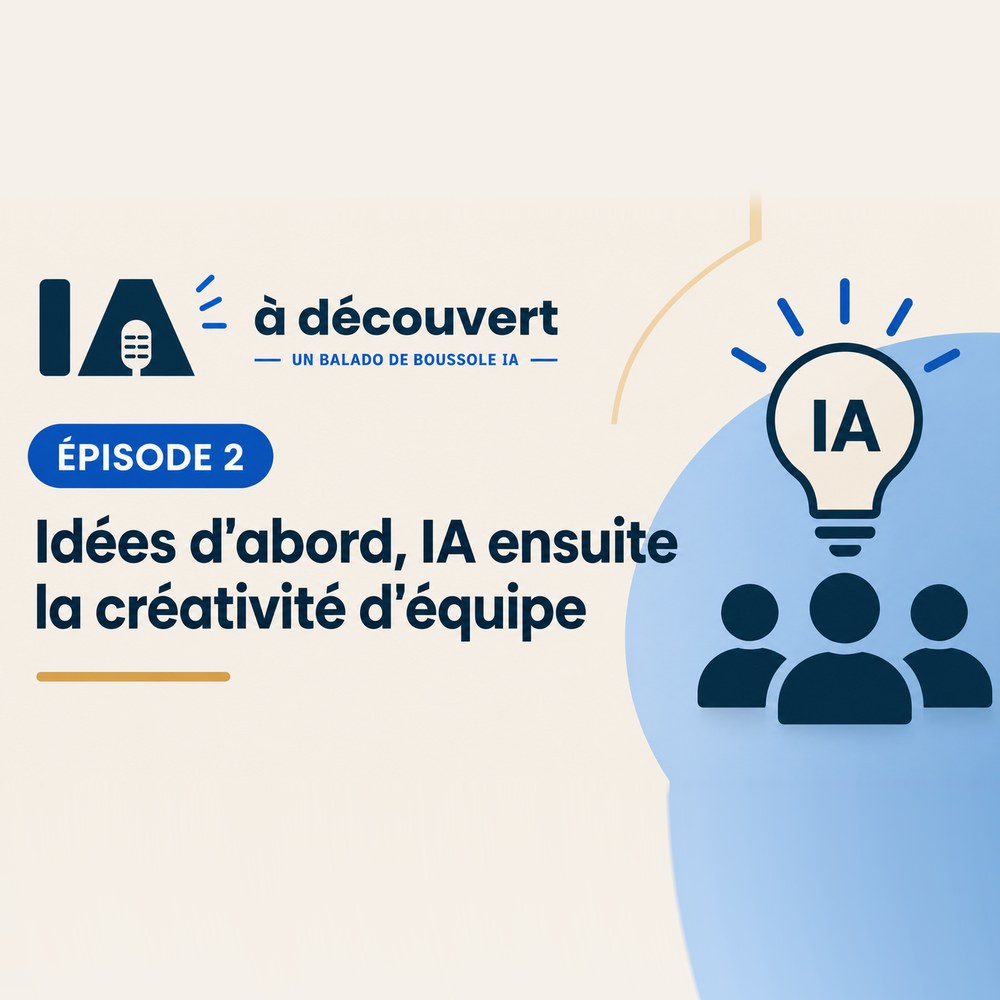 IA à découvert
UN BALADO DE BOUSSOLE IA
ÉPISODE 2
Idées d'abord, IA ensuite
la créativité d'équipe
IA